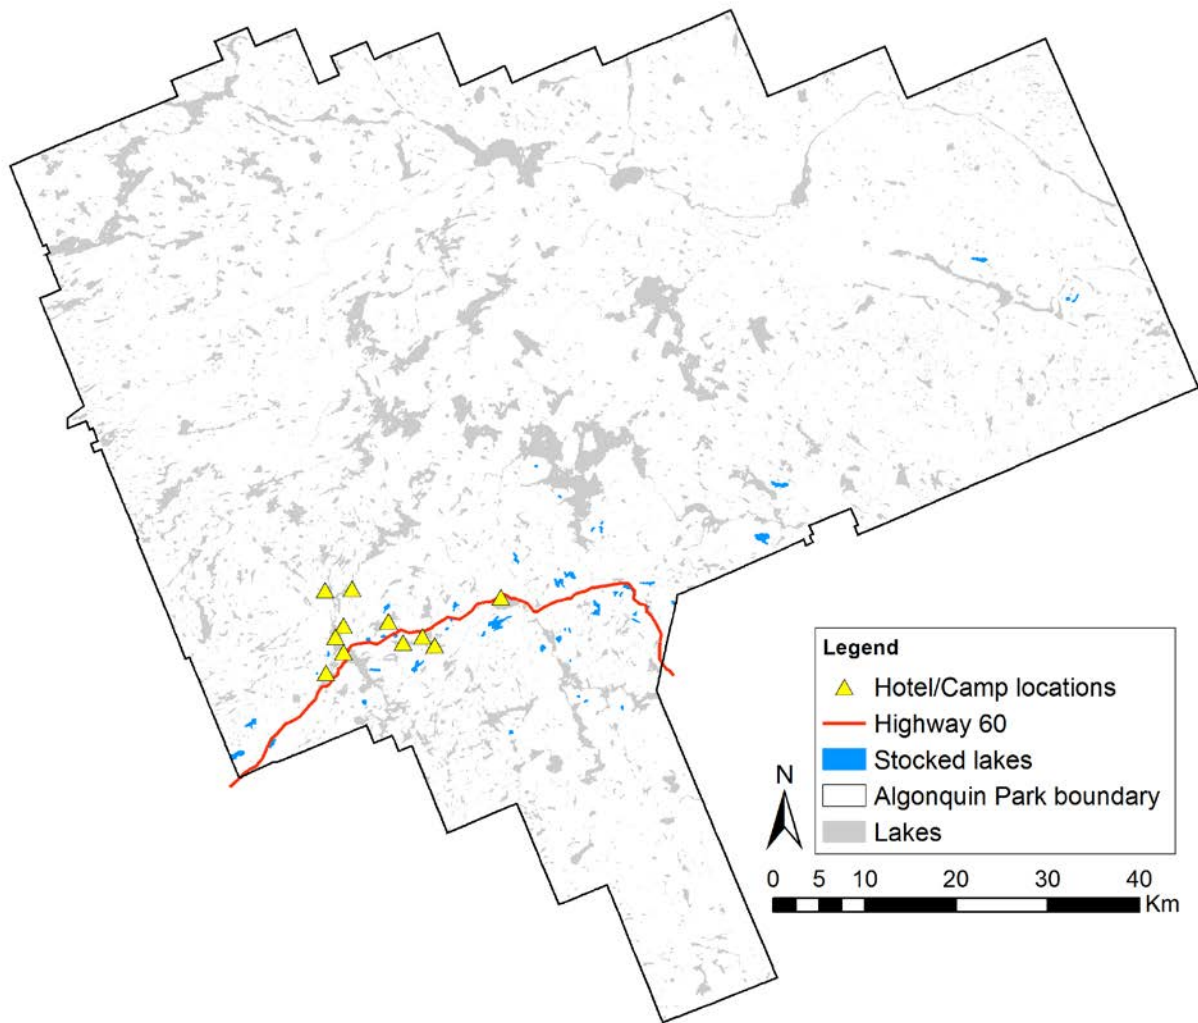 Legend
Hotel/Camp locations
Highway 60
Stocked lakes
Algonquin Park boundary
Lakes
N
0 5 10 20 30 40
Km